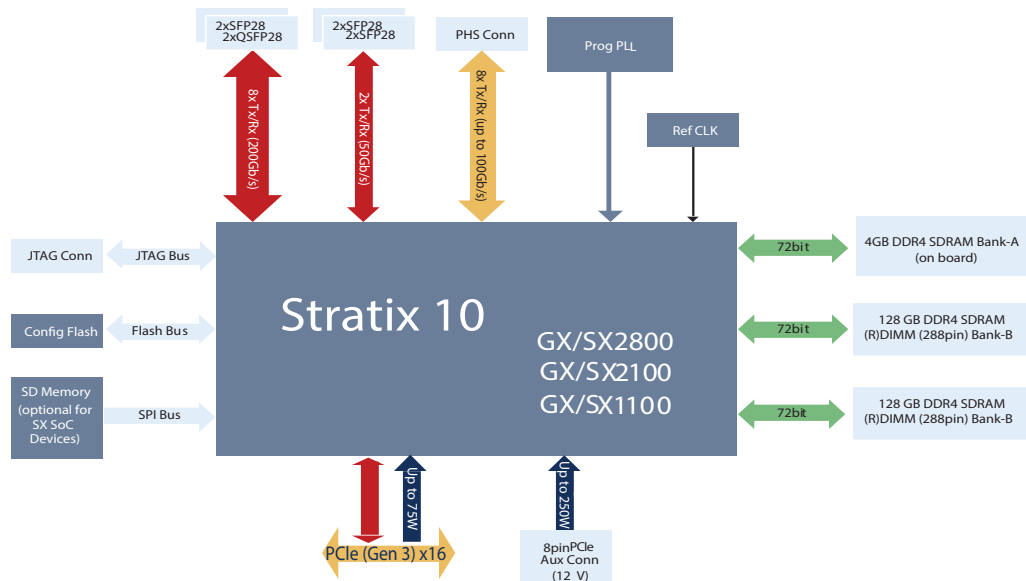 2xSFP28
2xQSFP28
2xSFP28
2xSFP28
PHS Conn
Prog PLL
Ref CLK
8x Tx/Rx (200Gb/s)
2x Tx/Rx (50Gb/s)
8x Tx/Rx (up to 100Gb/s)
JTAG Conn
JTAG Bus
Config Flash
Flash Bus
SD Memory
(optional for
SX SoC
Devices)
SPI Bus
Stratix 10
GX/SX2800
GX/SX2100
GX/SX1100
72bit
4GB DDR4 SDRAM Bank-A
(on board)
72bit
128 GB DDR4 SDRAM
(R)DIMM (288pin) Bank-B
72bit
128 GB DDR4 SDRAM
(R)DIMM (288pin) Bank-B
Up to 75W
PCIe (Gen 3) x16
Up to 250W
8pinPCIe
Aux Conn
(12 V)